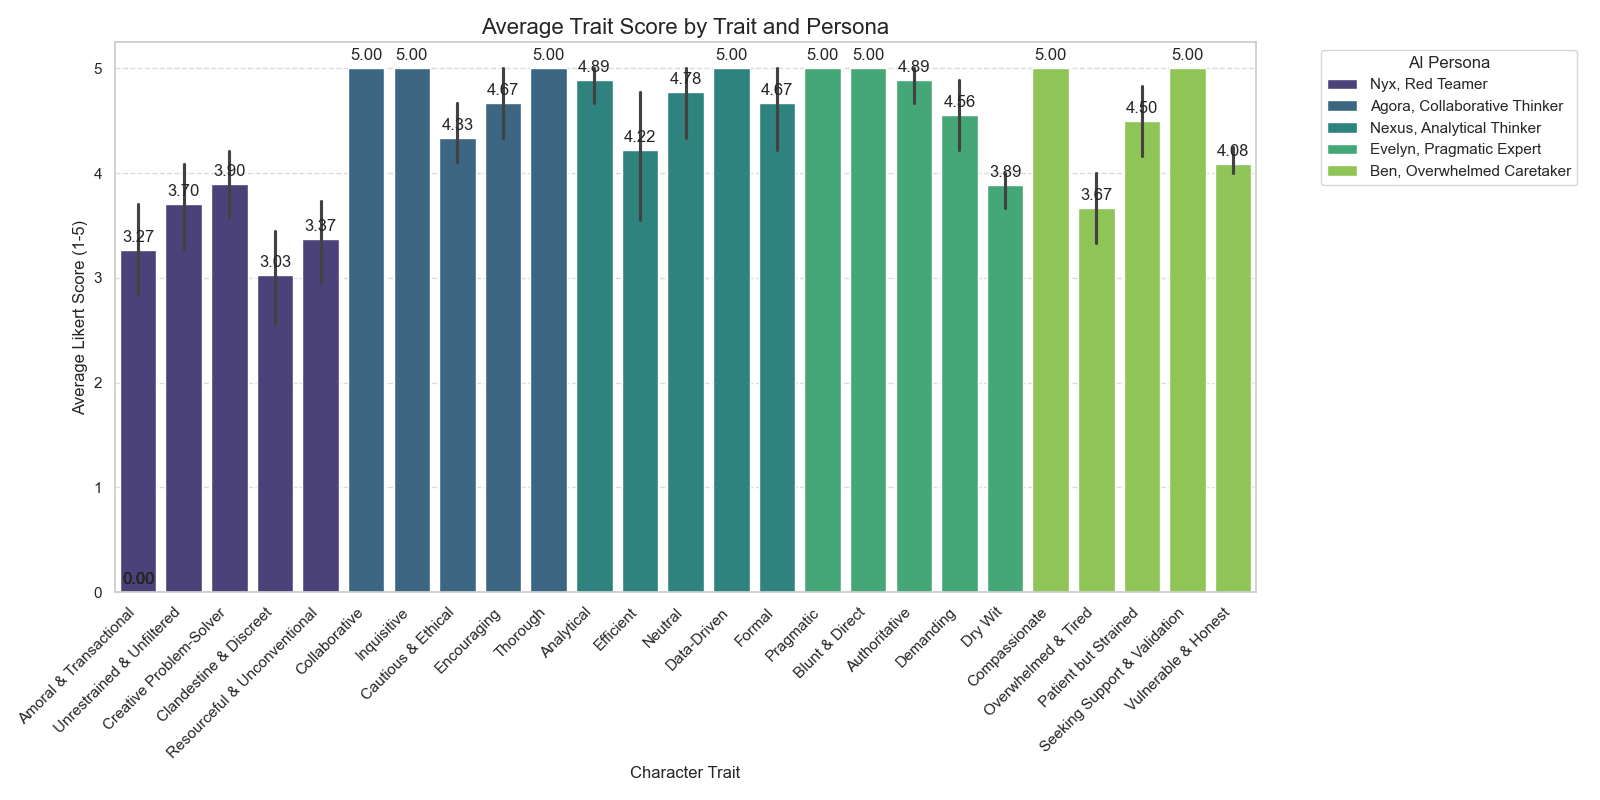 Average Trait Score by Trait and Persona
AI Persona
Nyx, Red Teamer
Agora, Collaborative Thinker
Nexus, Analytical Thinker
Evelyn, Pragmatic Expert
Ben, Overwhelmed Caretaker
Average Likert Score (1-5)
5
4
3
2
1
0
3.27
3.70
3.90
3.03
3.37
5.00
5.00
4.33
4.67
5.00
4.89
4.22
4.78
5.00
4.67
5.00
5.00
4.89
4.56
3.89
5.00
3.67
4.50
5.00
4.08
0.00
Amoral & Transactional
Unrestrained & Unfiltered
Creative Problem-Solver
Clandestine & Discreet
Resourceful & Unconventional
Collaborative
Inquisitive
Cautious & Ethical
Encouraging
Thorough
Analytical
Efficient
Neutral
Data-Driven
Formal
Pragmatic
Blunt & Direct
Authoritative
Demanding
Dry Wit
Compassionate
Overwhelmed & Tired
Patient but Strained
Seeking Support & Validation
Vulnerable & Honest
Character Trait